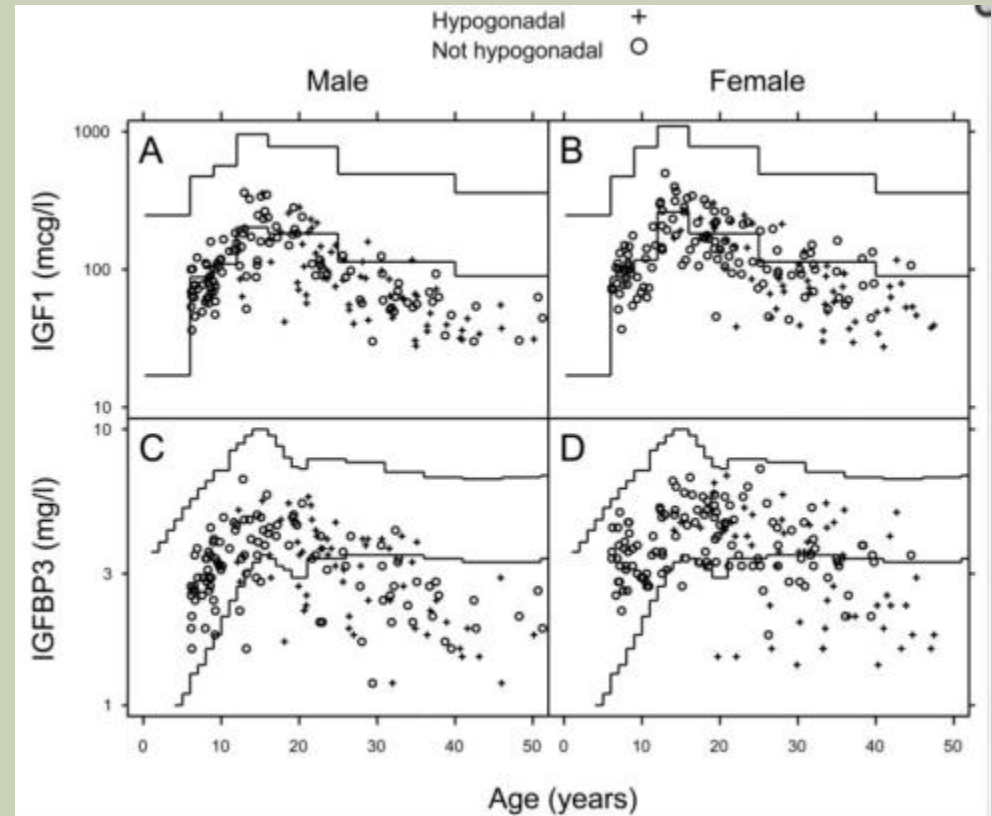 Hypogonadal +
Not hypogonadal o
Male Female
1000
A B
IGF1 (mcg/l)
100
10
10
C D
IGFBP3 (mg/l)
3
1
0 10 20 30 40 50 0 10 20 30 40 50
Age (years)